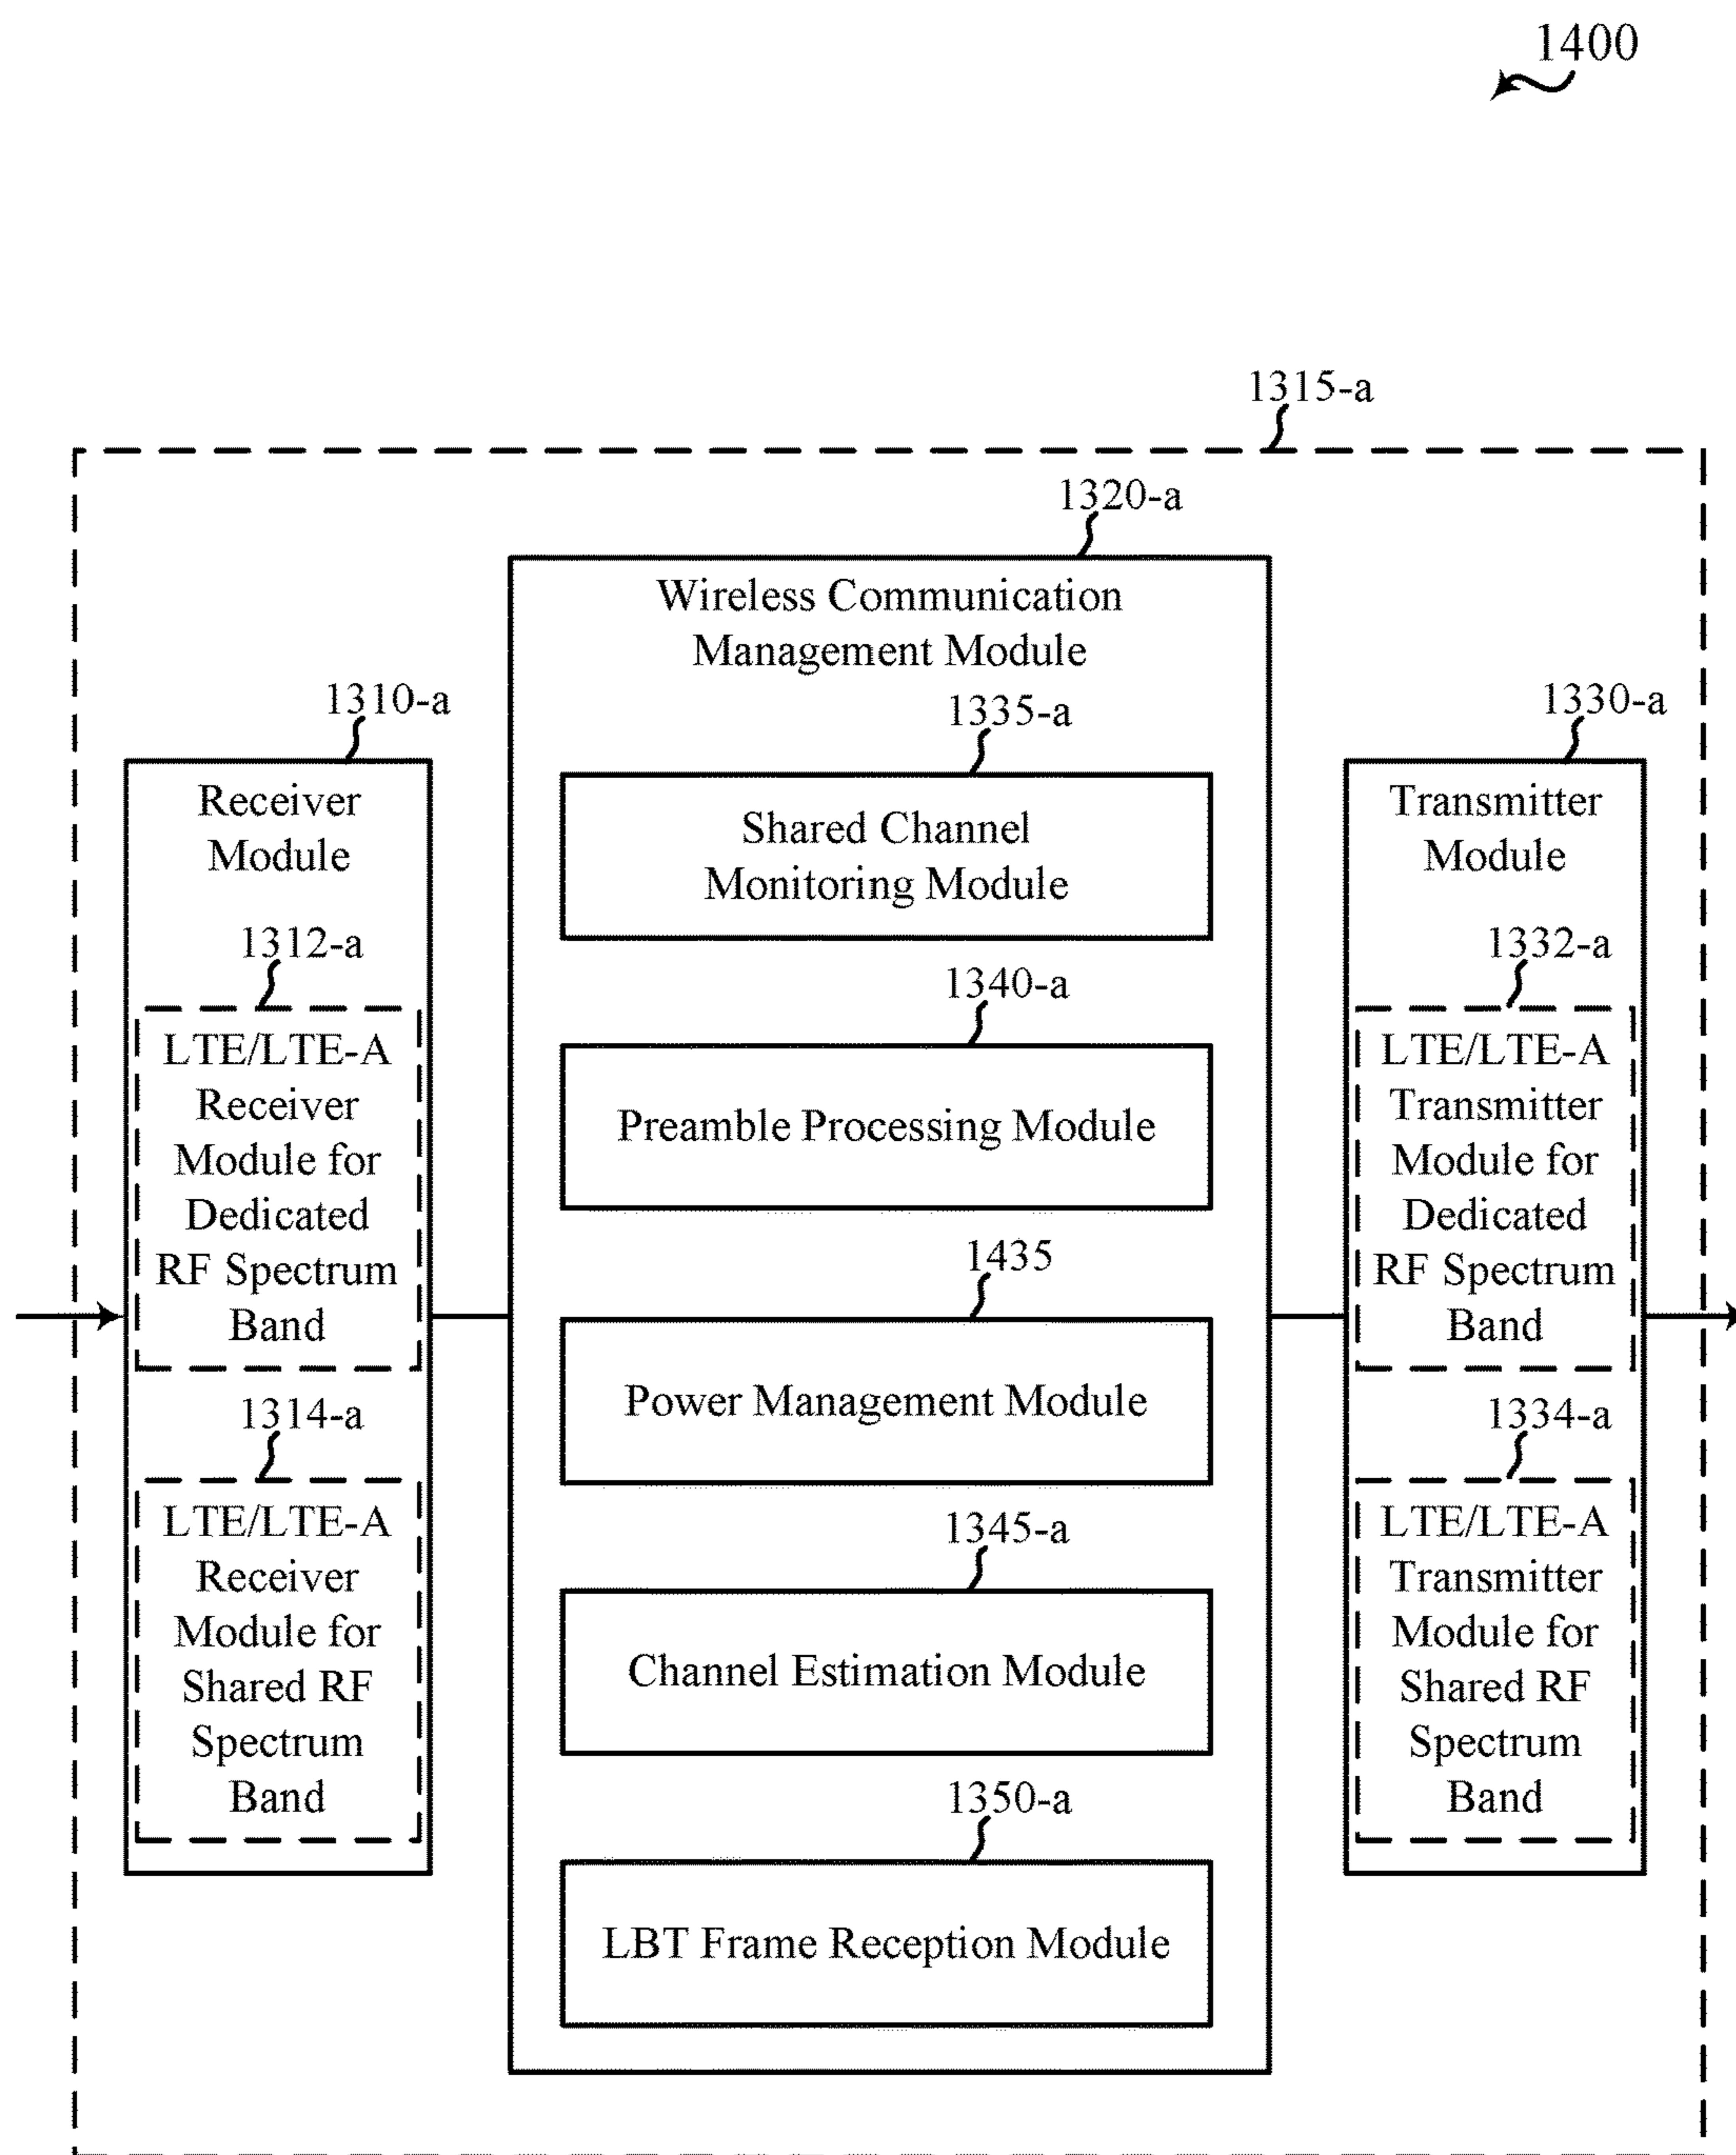 1400
1315-a
1320-a
Wireless Communication
Management Module
1310-a
Receiver
Module
1312-a
LTE/LTE-A
Receiver
Module for
Dedicated
RF Spectrum
Band
1314-a
LTE/LTE-A
Receiver
Module for
Shared RF
Spectrum
Band
1335-a
Shared Channel
Monitoring Module
1340-a
Preamble Processing Module
1435
Power Management Module
1345-a
Channel Estimation Module
1350-a
LBT Frame Reception Module
1330-a
Transmitter
Module
1332-a
LTE/LTE-A
Transmitter
Module for
Dedicated
RF Spectrum
Band
1334-a
LTE/LTE-A
Transmitter
Module for
Shared RF
Spectrum
Band